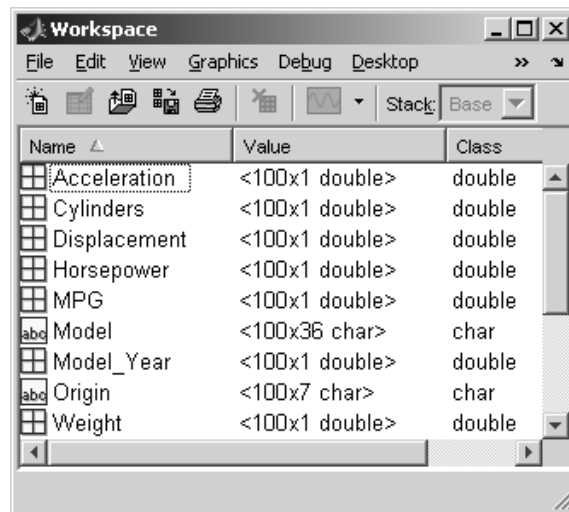 Workspace
File Edit View Graphics Debug Desktop »
Stack: Base
Name Value Class
Acceleration <100x1 double> double
Cylinders <100x1 double> double
Displacement <100x1 double> double
Horsepower <100x1 double> double
MPG <100x1 double> double
abc Model <100x36 char> char
Model_Year <100x1 double> double
abc Origin <100x7 char> char
Weight <100x1 double> double